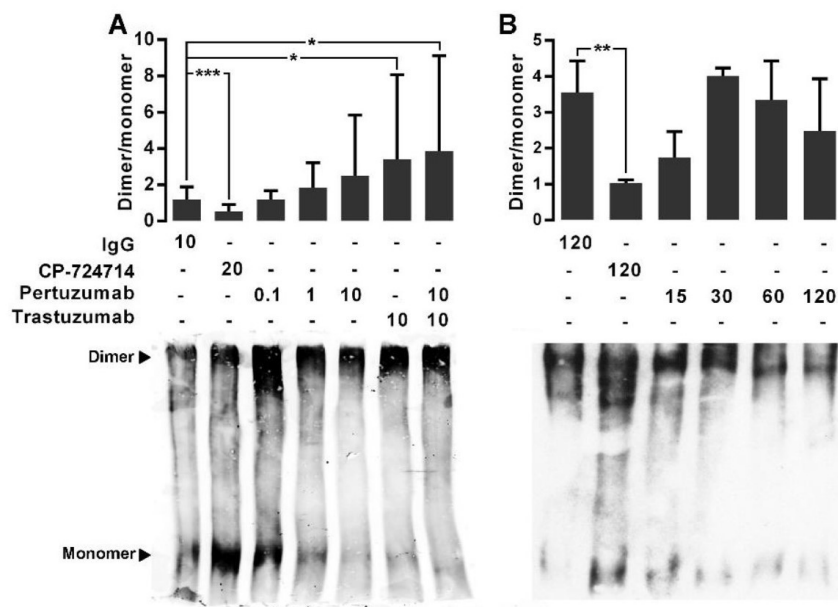 A
B
Dimer/monomer
10
8
6
4
2
0
*
*
***
Dimer/monomer
5
4
3
2
1
0
**
IgG 10 - - - - - - 120 - - - - -
CP-724714 - 20 - - - - - - 120 - - - -
Pertuzumab - - 0.1 1 10 - 10 - - 15 30 60 120
Trastuzumab - - - - - 10 10 - - - - - -
Dimer
Monomer